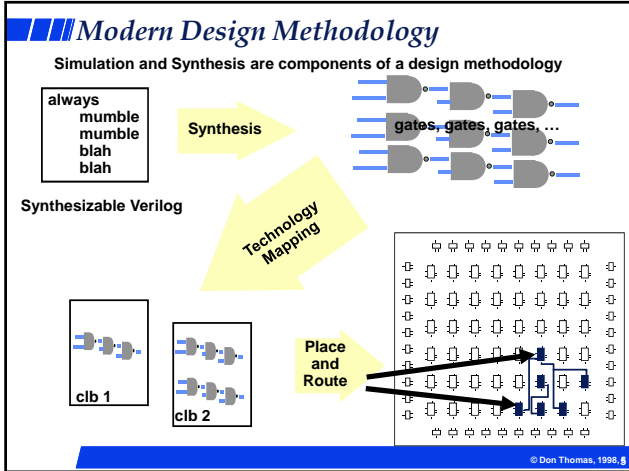 Modern Design Methodology
Simulation and Synthesis are components of a design methodology
always
mumble
mumble
blah
blah
Synthesis
gates, gates, gates, …
Synthesizable Verilog
Technology
Mapping
clb 1
clb 2
Place
and
Route
© Don Thomas, 1998,